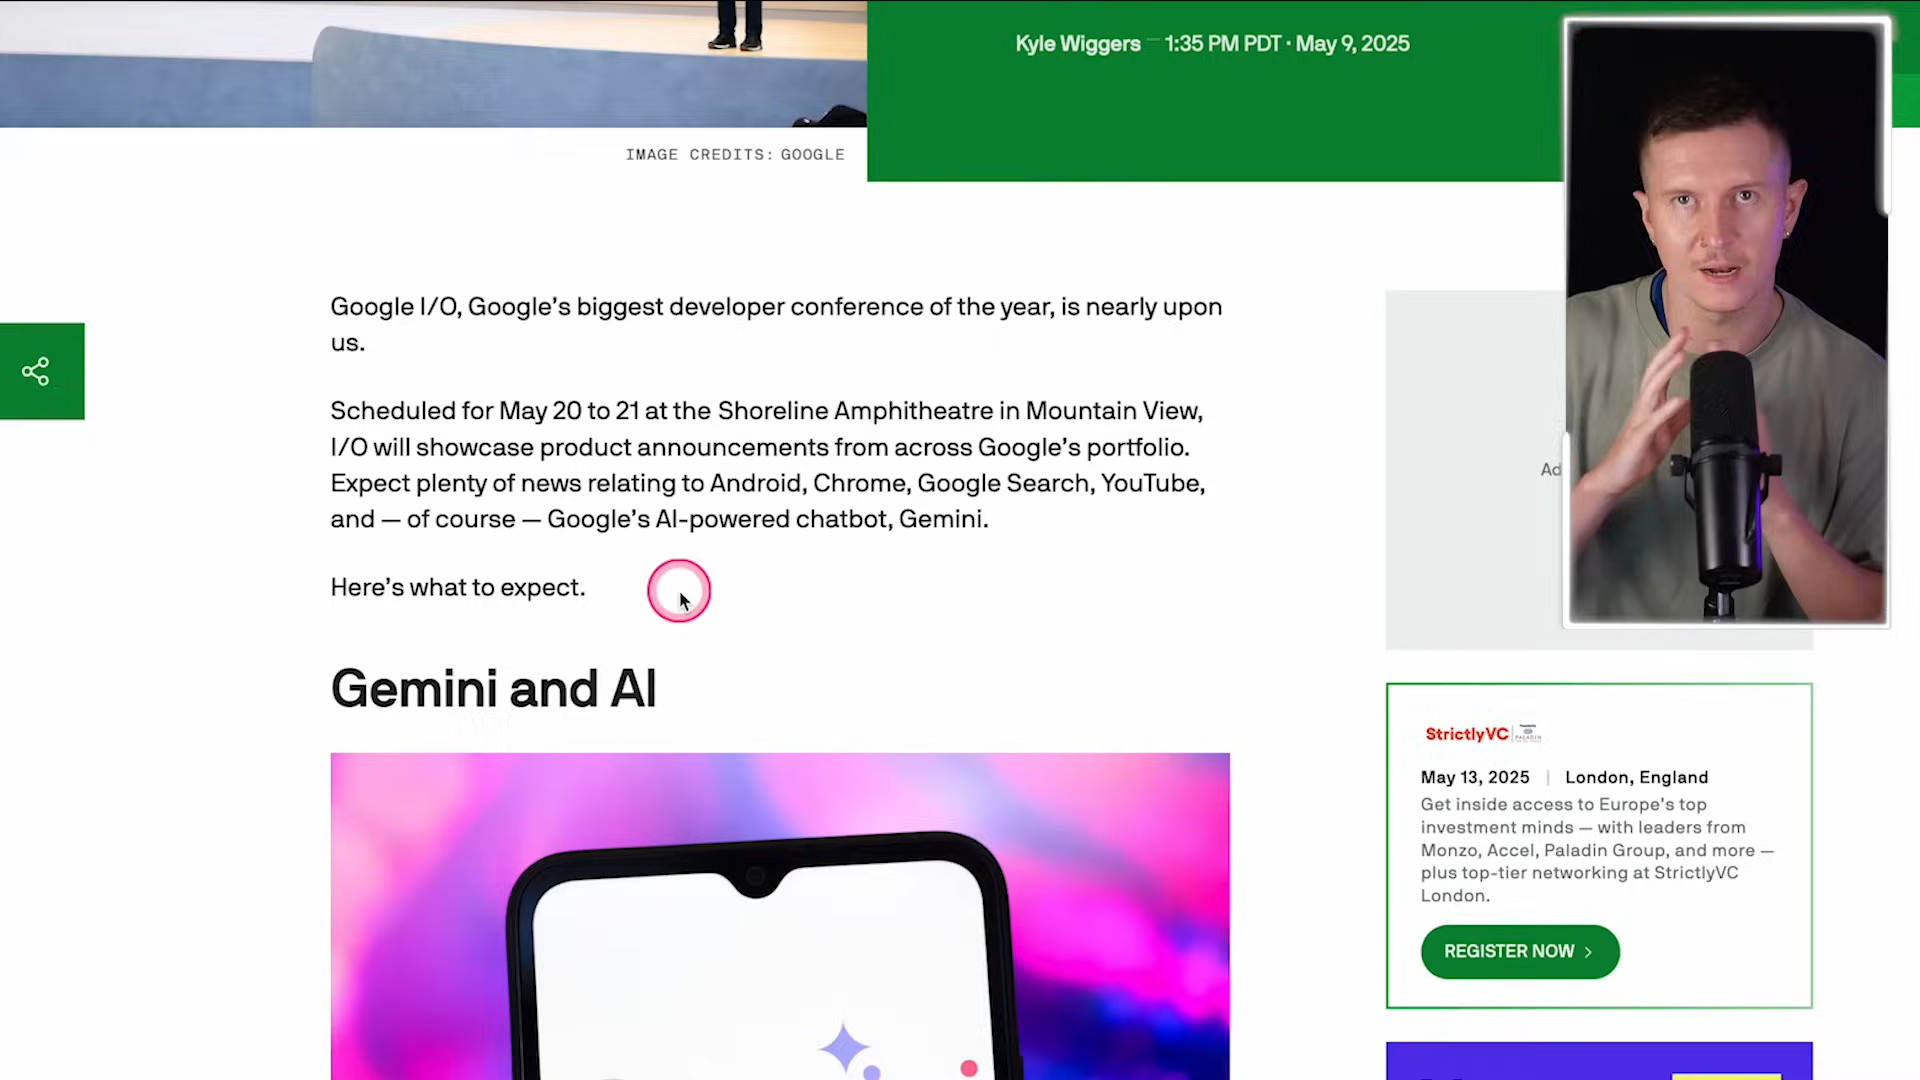 Kyle Wiggers — 1:35 PM PDT · May 9, 2025
IMAGE CREDITS: GOOGLE
Google I/O, Google's biggest developer conference of the year, is nearly upon
us.
Scheduled for May 20 to 21 at the Shoreline Amphitheatre in Mountain View,
I/O will showcase product announcements from across Google's portfolio.
Expect plenty of news relating to Android, Chrome, Google Search, YouTube,
and — of course — Google's AI-powered chatbot, Gemini.
Here's what to expect.
Gemini and AI
Ad
StrictlyVC
PALADIN
May 13, 2025 | London, England
Get inside access to Europe's top
investment minds — with leaders from
Monzo, Accel, Paladin Group, and more —
plus top-tier networking at StrictlyVC
London.
REGISTER NOW